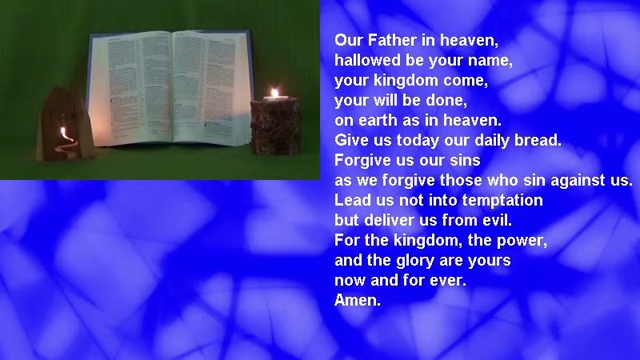 Our Father in heaven,
hallowed be your name,
your kingdom come,
your will be done,
on earth as in heaven.
Give us today our daily bread.
Forgive us our sins
as we forgive those who sin against us.
Lead us not into temptation
but deliver us from evil.
For the kingdom, the power,
and the glory are yours
now and for ever.
Amen.